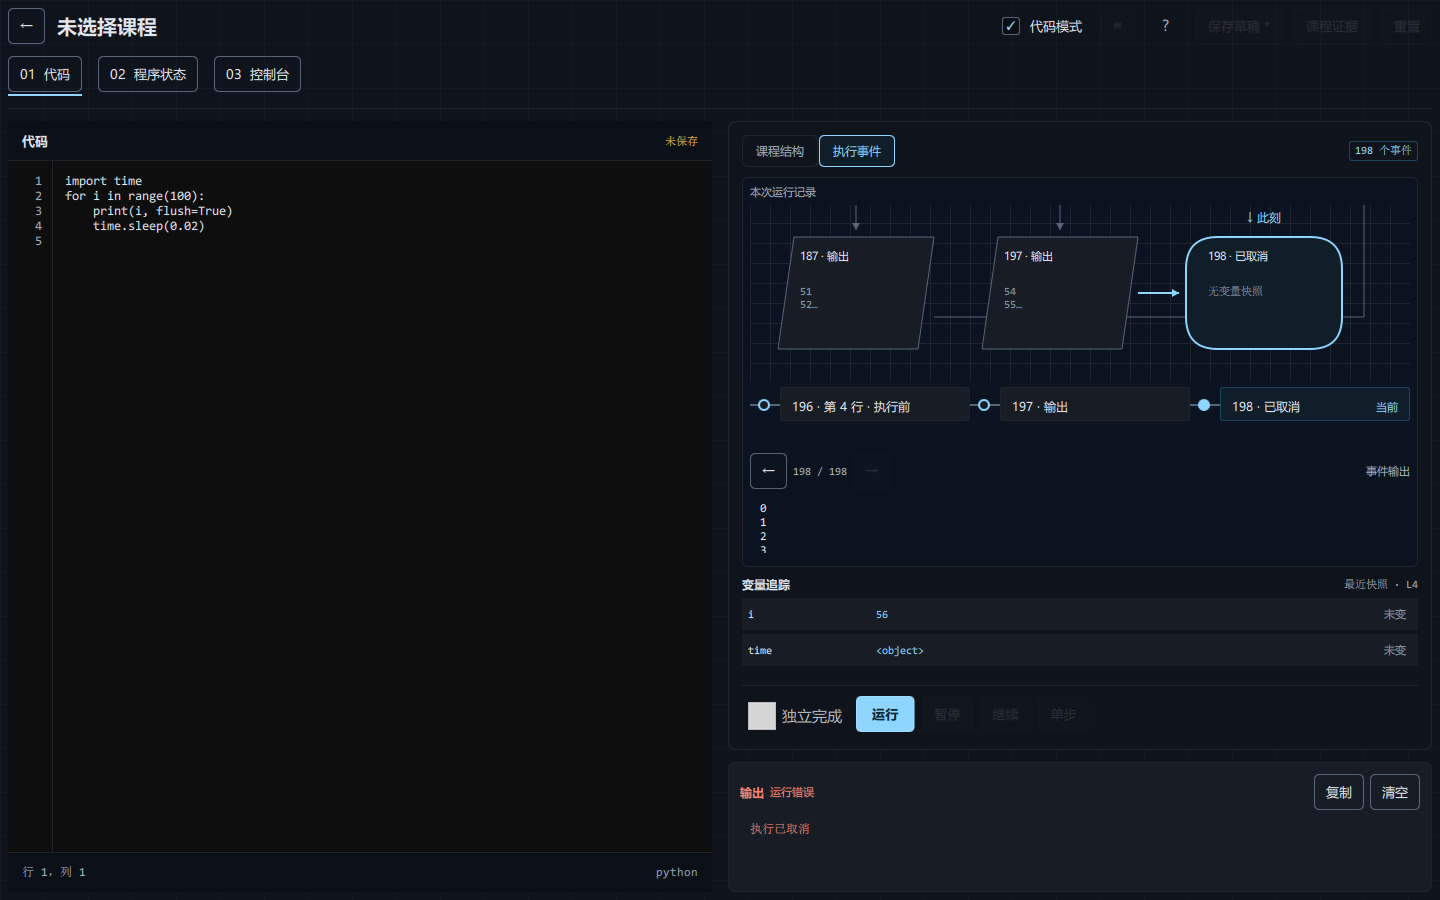 ←
未选择课程
✓ 代码模式
?
保存草稿 *
课程证据
重置
01 代码
02 程序状态
03 控制台
代码
未保存
1 import time
2 for i in range(100):
3     print(i, flush=True)
4     time.sleep(0.02)
5
行 1, 列 1
python
课程结构
执行事件
198 个事件
本次运行记录
↓ 此刻
187 · 输出
51
52…
197 · 输出
54
55…
198 · 已取消
无变量快照
196 · 第 4 行 · 执行前
197 · 输出
198 · 已取消
当前
←
198 / 198
→
事件输出
0
1
2
3
变量追踪
最近快照 · L4
i 56 未变
time <object> 未变
独立完成
运行
暂停
继续
单步
输出 运行错误
复制
清空
执行已取消